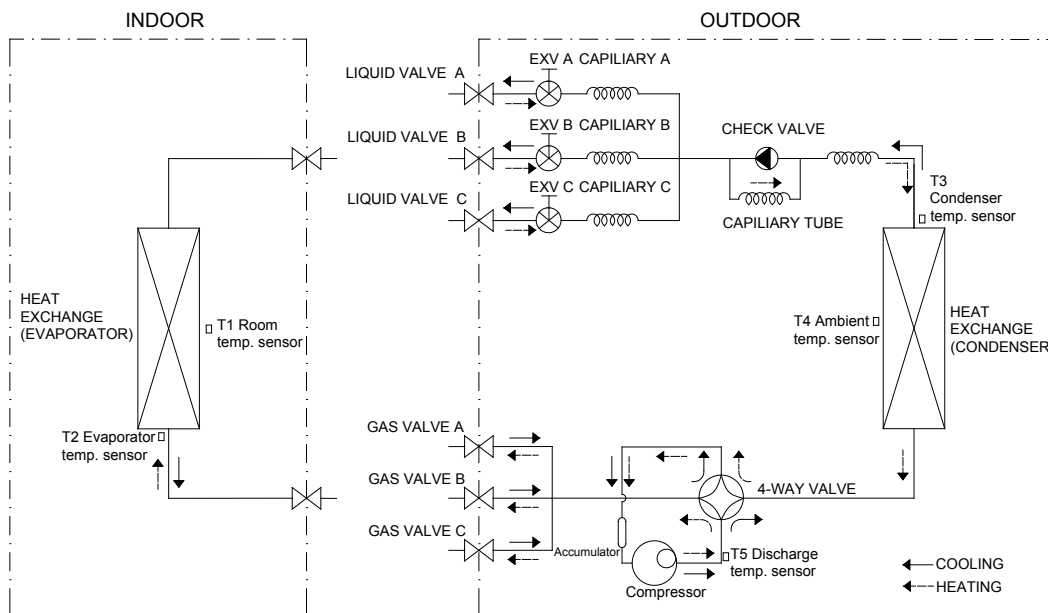 INDOOR
OUTDOOR
LIQUID VALVE A
EXV A CAPILIARY A
LIQUID VALVE B
EXV B CAPILIARY B
CHECK VALVE
LIQUID VALVE C
EXV C CAPILIARY C
CAPILIARY TUBE
T3
Condenser
temp. sensor
HEAT
EXCHANGE
(EVAPORATOR)
T1 Room
temp. sensor
T4 Ambient
temp. sensor
HEAT
EXCHANGE
(CONDENSER)
T2 Evaporator
temp. sensor
GAS VALVE A
GAS VALVE B
4-WAY VALVE
GAS VALVE C
Accumulator
T5 Discharge
temp. sensor
Compressor
COOLING
HEATING